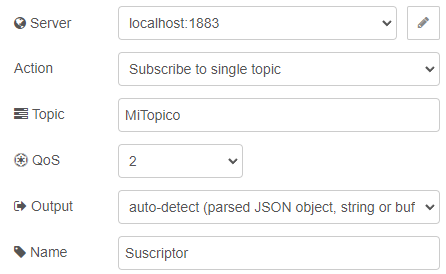 Server localhost:1883
Action Subscribe to single topic
Topic MiTopico
QoS 2
Output auto-detect (parsed JSON object, string or buf
Name Suscriptor